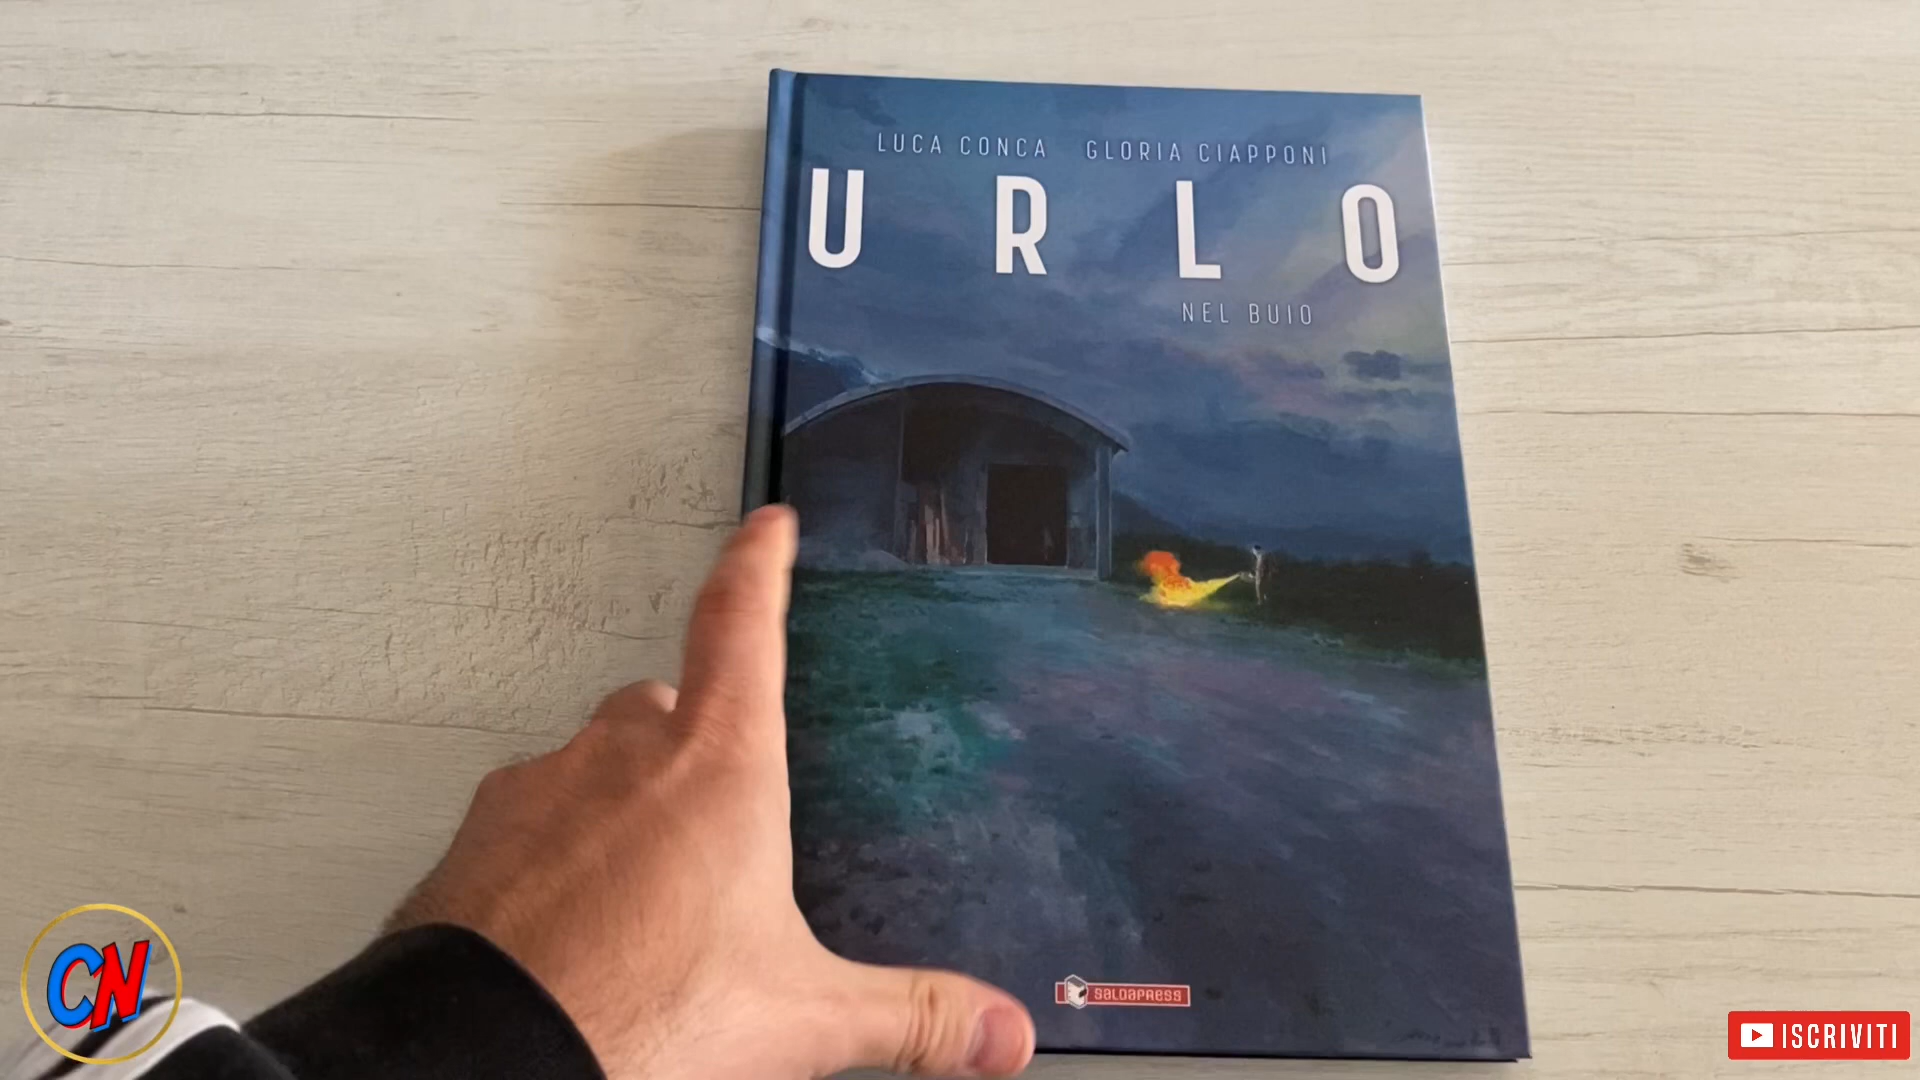 LUCA CONCA GLORIA CIAPPONI
URLO
NEL BUIO
SALDAPRESS
CN
ISCRIVITI